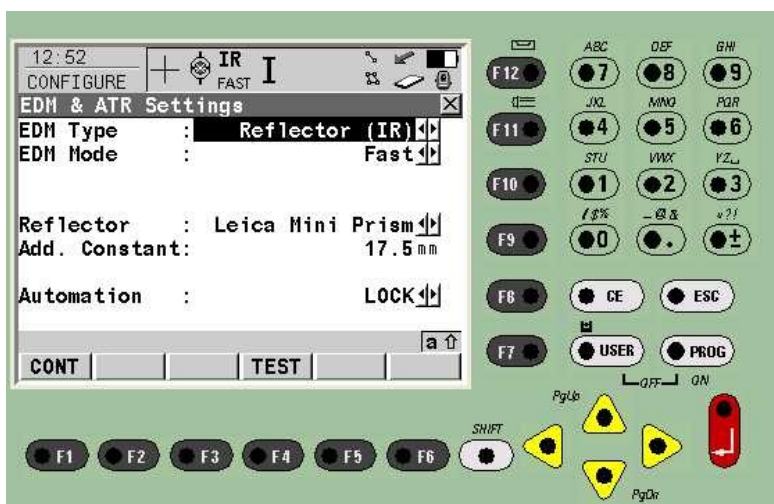 12:52
CONFIGURE
IR
FAST
I
EDM & ATR Settings
EDM Type : Reflector (IR)
EDM Mode : Fast
Reflector : Leica Mini Prism
Add. Constant: 17.5 mm
Automation : LOCK
a
CONT TEST
F12
F11
F10
F9
F8
F7
ABC DEF GHI
7 8 9
JKL MNO PQR
4 5 6
STU VWX YZ
1 2 3
/$% _@& *?!
0 . ±
CE ESC
USER PROG
OFF ON
PgUp
SHIFT
F1 F2 F3 F4 F5 F6
PgDn